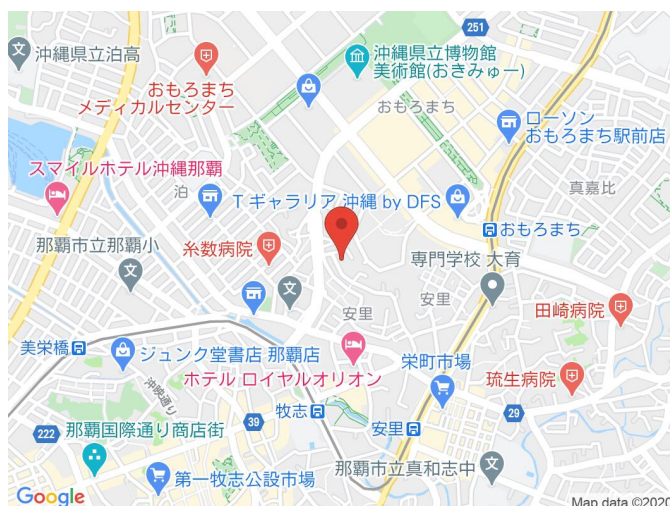 251
沖縄県立泊高
沖縄県立博物館
美術館(おきみゅー)
おもろまち
メディカルセンター
おもろまち
ローソン
おもろまち駅前店
スマイルホテル沖縄那覇
泊
T ギャラリア 沖縄 by DFS
真嘉比
おもろまち
那覇市立那覇小
糸数病院
専門学校 大育
安里
安里
田崎病院
美栄橋
ジュンク堂書店 那覇店
ホテル ロイヤルオリオン
栄町市場
琉生病院
沖映通り
牧志
39
安里
29
222
那覇国際通り商店街
第一牧志公設市場
那覇市立真和志中
Google
Map data ©2020